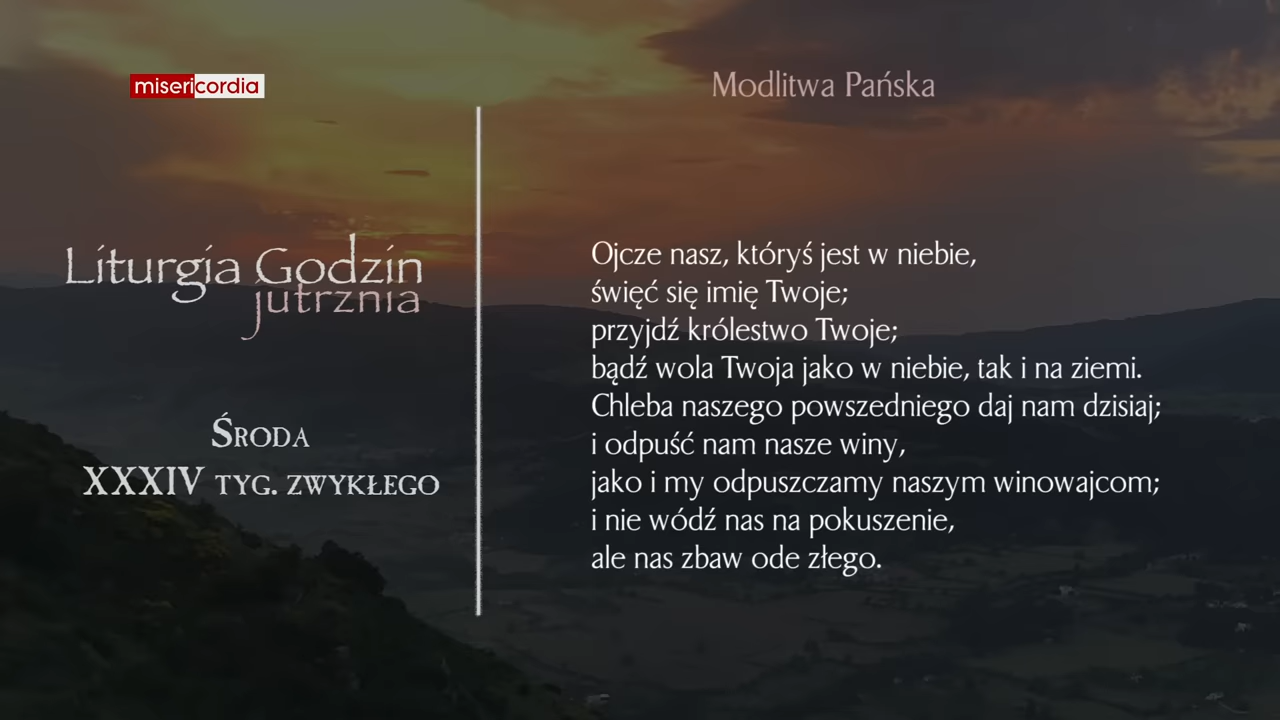 misericordia
Liturgia Godzin
jutrznia
Środa
XXXIV tyg. zwykłego
Modlitwa Pańska
Ojcze nasz, któryś jest w niebie,
święć się imię Twoje;
przyjdź królestwo Twoje;
bądź wola Twoja jako w niebie, tak i na ziemi.
Chleba naszego powszedniego daj nam dzisiaj;
i odpuść nam nasze winy,
jako i my odpuszczamy naszym winowajcom;
i nie wódź nas na pokuszenie,
ale nas zbaw ode złego.